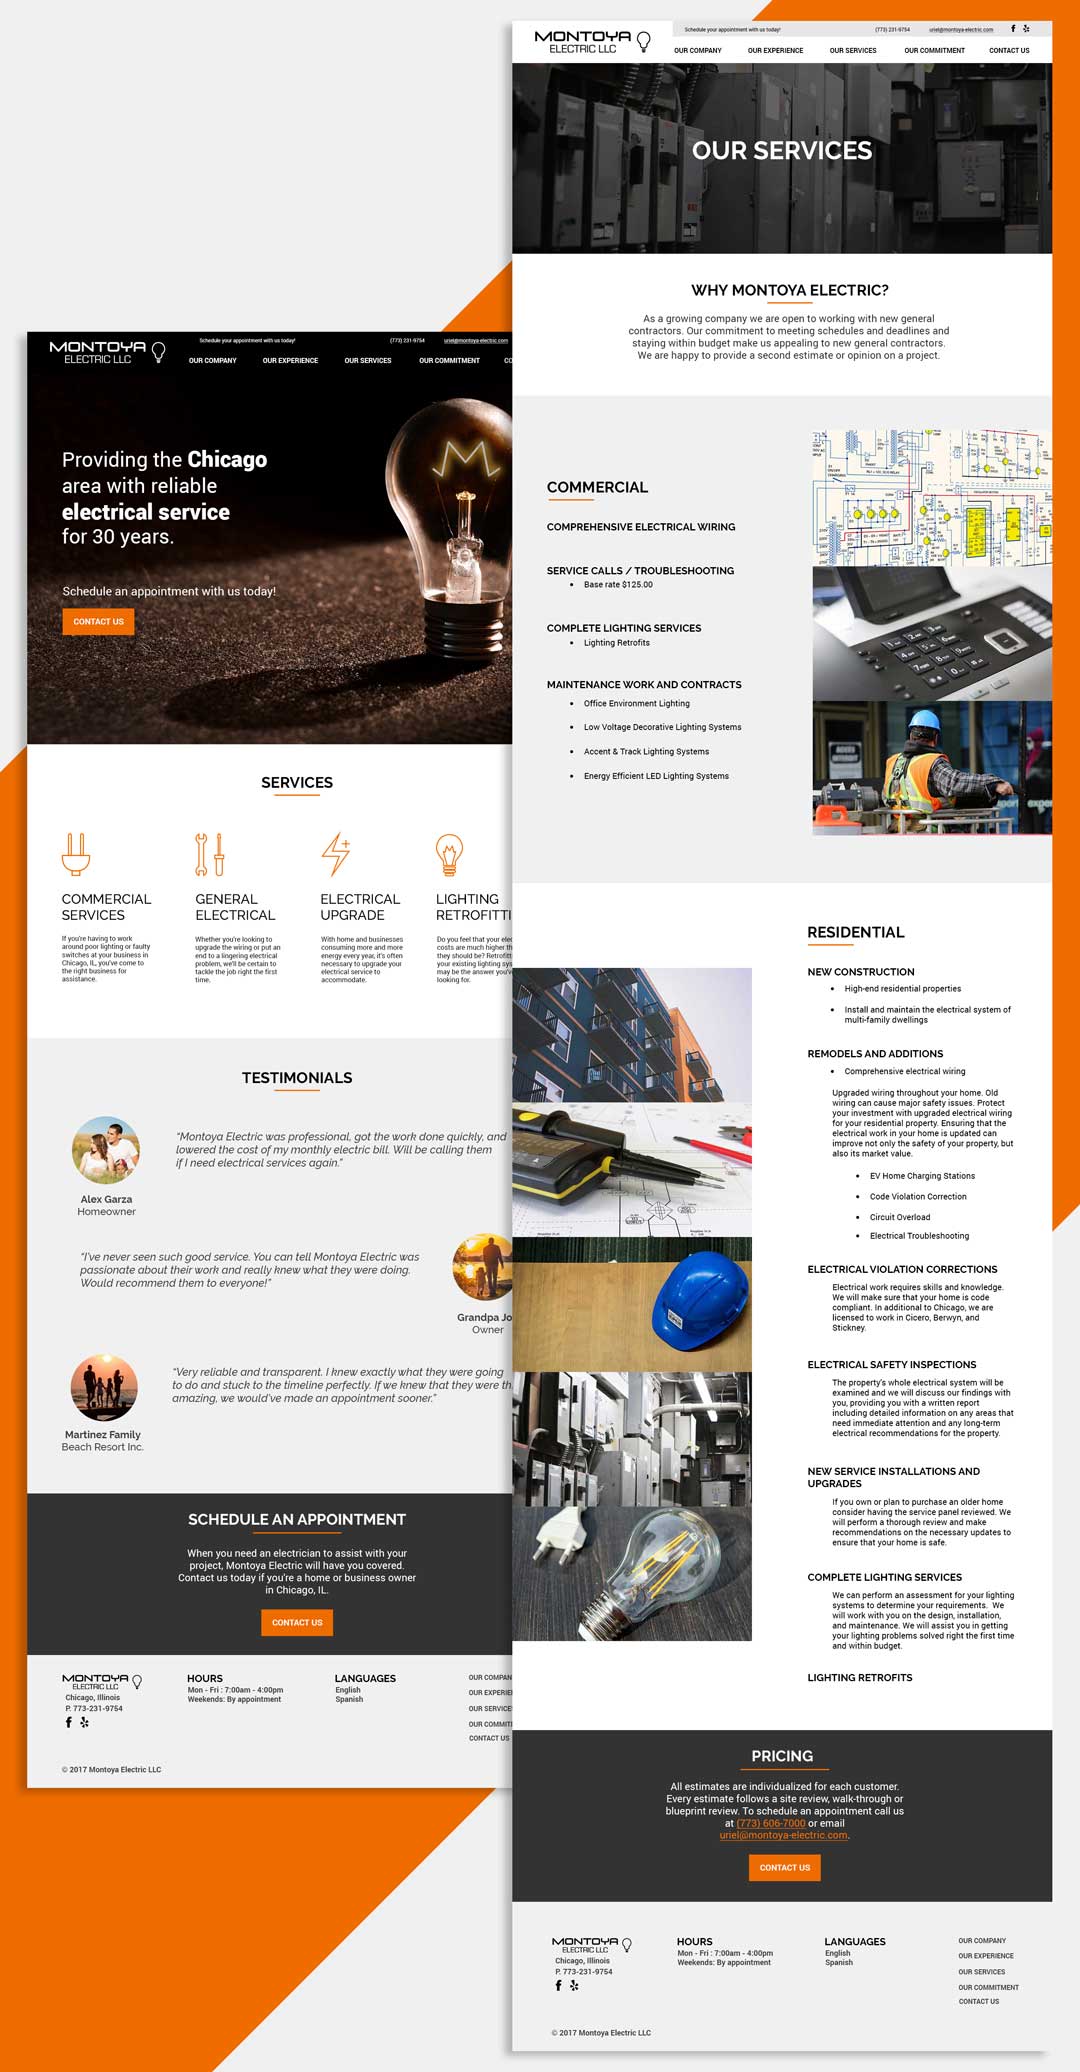 MONTOYA
ELECTRIC LLC
Schedule your appointment with us today!
(773) 231-9754
uriel@montoya-electric.com
OUR COMPANY
OUR EXPERIENCE
OUR SERVICES
OUR COMMITMENT
CO
Providing the Chicago
area with reliable
electrical service
for 30 years.
Schedule an appointment with us today!
CONTACT US
SERVICES
COMMERCIAL
SERVICES
If you're having to work
around poor lighting or faulty
switches at your business in
Chicago, IL, you've come to
the right business for
assistance.
GENERAL
ELECTRICAL
Whether you're looking to
upgrade the wiring or put an
end to a lingering electrical
problem, we'll be certain to
tackle the job right the first
time.
ELECTRICAL
UPGRADE
With home and businesses
consuming more and more
energy every year, it's often
necessary to upgrade your
electrical service to
accommodate.
LIGHTING
RETROFITTI
Do you feel that your elec
costs are much higher th
they should be? Retrofitt
your existing lighting sys
may be the answer you'v
looking for.
TESTIMONIALS
"Montoya Electric was professional, got the work done quickly, and
lowered the cost of my monthly electric bill. Will be calling them
if I need electrical services again."
Alex Garza
Homeowner
"I've never seen such good service. You can tell Montoya Electric was
passionate about their work and really knew what they were doing.
Would recommend them to everyone!"
Grandpa Jo
Owner
"Very reliable and transparent. I knew exactly what they were going
to do and stuck to the timeline perfectly. If we knew that they were th
amazing, we would've made an appointment sooner."
Martinez Family
Beach Resort Inc.
SCHEDULE AN APPOINTMENT
When you need an electrician to assist with your
project, Montoya Electric will have you covered.
Contact us today if you're a home or business owner
in Chicago, IL.
CONTACT US
MONTOYA
ELECTRIC LLC
Chicago, Illinois
P. 773-231-9754
HOURS
Mon - Fri : 7:00am - 4:00pm
Weekends: By appointment
LANGUAGES
English
Spanish
OUR COMPAN
OUR EXPERIE
OUR SERVICE
OUR COMMIT
CONTACT US
© 2017 Montoya Electric LLC
MONTOYA
ELECTRIC LLC
Schedule your appointment with us today!
(773) 231-9754
uriel@montoya-electric.com
OUR COMPANY
OUR EXPERIENCE
OUR SERVICES
OUR COMMITMENT
CONTACT US
OUR SERVICES
WHY MONTOYA ELECTRIC?
As a growing company we are open to working with new general
contractors. Our commitment to meeting schedules and deadlines and
staying within budget make us appealing to new general contractors.
We are happy to provide a second estimate or opinion on a project.
COMMERCIAL
COMPREHENSIVE ELECTRICAL WIRING
SERVICE CALLS / TROUBLESHOOTING
• Base rate $125.00
COMPLETE LIGHTING SERVICES
• Lighting Retrofits
MAINTENANCE WORK AND CONTRACTS
• Office Environment Lighting
• Low Voltage Decorative Lighting Systems
• Accent & Track Lighting Systems
• Energy Efficient LED Lighting Systems
RESIDENTIAL
NEW CONSTRUCTION
• High-end residential properties
• Install and maintain the electrical system of
multi-family dwellings
REMODELS AND ADDITIONS
• Comprehensive electrical wiring
Upgraded wiring throughout your home. Old
wiring can cause major safety issues. Protect
your investment with upgraded electrical wiring
for your residential property. Ensuring that the
electrical work in your home is updated can
improve not only the safety of your property, but
also its market value.
• EV Home Charging Stations
• Code Violation Correction
• Circuit Overload
• Electrical Troubleshooting
ELECTRICAL VIOLATION CORRECTIONS
Electrical work requires skills and knowledge.
We will make sure that your home is code
compliant. In additional to Chicago, we are
licensed to work in Cicero, Berwyn, and
Stickney.
ELECTRICAL SAFETY INSPECTIONS
The property's whole electrical system will be
examined and we will discuss our findings with
you, providing you with a written report
including detailed information on any areas that
need immediate attention and any long-term
electrical recommendations for the property.
NEW SERVICE INSTALLATIONS AND
UPGRADES
If you own or plan to purchase an older home
consider having the service panel reviewed. We
will perform a thorough review and make
recommendations on the necessary updates to
ensure that your home is safe.
COMPLETE LIGHTING SERVICES
We can perform an assessment for your lighting
systems to determine your requirements. We
will work with you on the design, installation,
and maintenance. We will assist you in getting
your lighting problems solved right the first time
and within budget.
LIGHTING RETROFITS
PRICING
All estimates are individualized for each customer.
Every estimate follows a site review, walk-through or
blueprint review. To schedule an appointment call us
at (773) 606-7000 or email
uriel@montoya-electric.com.
CONTACT US
MONTOYA
ELECTRIC LLC
Chicago, Illinois
P. 773-231-9754
HOURS
Mon - Fri : 7:00am - 4:00pm
Weekends: By appointment
LANGUAGES
English
Spanish
OUR COMPANY
OUR EXPERIENCE
OUR SERVICES
OUR COMMITMENT
CONTACT US
© 2017 Montoya Electric LLC